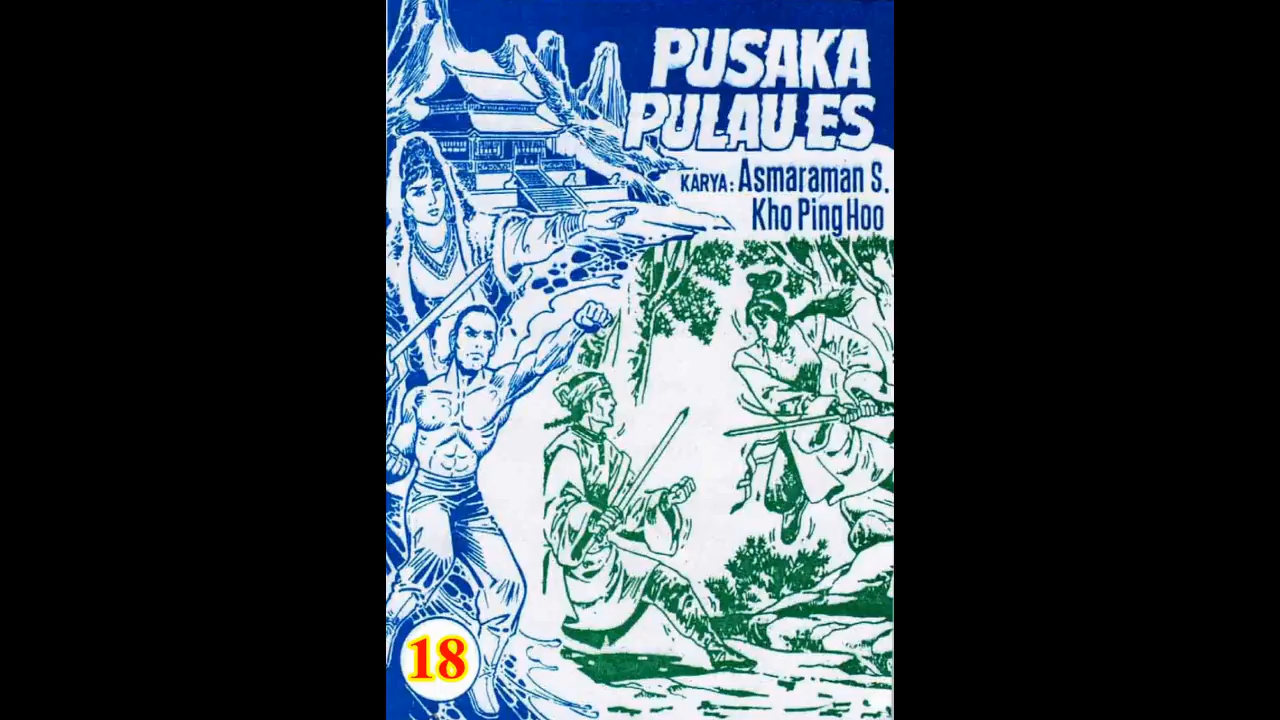 PUSAKA
PULAU ES
KARYA: Asmaraman S.
Kho Ping Hoo
18